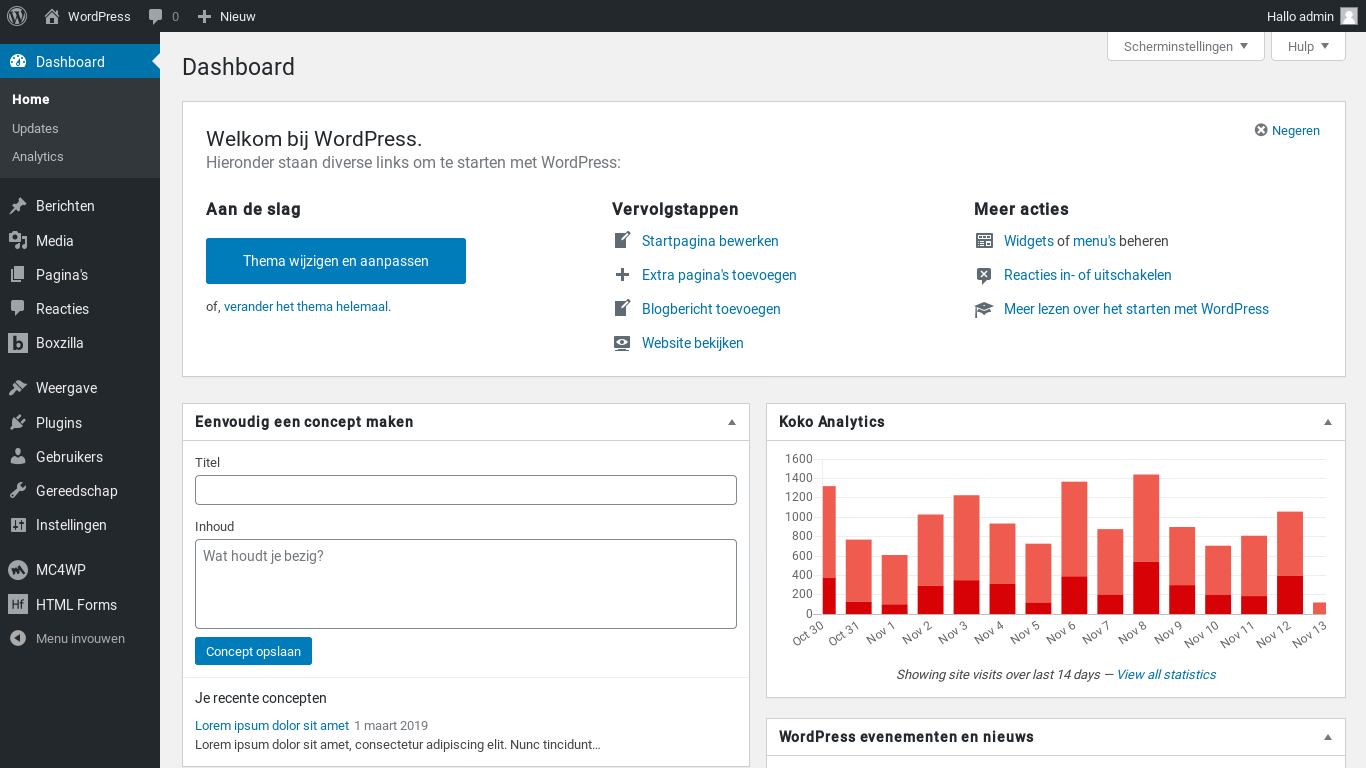 WordPress
0
Nieuw
Hallo admin
Dashboard
Home
Updates
Analytics
Berichten
Media
Pagina's
Reacties
Boxzilla
Weergave
Plugins
Gebruikers
Gereedschap
Instellingen
MC4WP
Hf HTML Forms
Menu invouwen
Scherminstellingen
Hulp
Dashboard
Welkom bij WordPress.
Negeren
Hieronder staan diverse links om te starten met WordPress:
Aan de slag
Thema wijzigen en aanpassen
of, verander het thema helemaal.
Vervolgstappen
Startpagina bewerken
Extra pagina's toevoegen
Blogbericht toevoegen
Website bekijken
Meer acties
Widgets of menu's beheren
Reacties in- of uitschakelen
Meer lezen over het starten met WordPress
Eenvoudig een concept maken
Titel
Inhoud
Wat houdt je bezig?
Concept opslaan
Je recente concepten
Lorem ipsum dolor sit amet 1 maart 2019
Lorem ipsum dolor sit amet, consectetur adipiscing elit. Nunc tincidunt…
Koko Analytics
1600
1400
1200
1000
800
600
400
200
0
Oct 30
Oct 31
Nov 1
Nov 2
Nov 3
Nov 4
Nov 5
Nov 6
Nov 7
Nov 8
Nov 9
Nov 10
Nov 11
Nov 12
Nov 13
Showing site visits over last 14 days — View all statistics
WordPress evenementen en nieuws